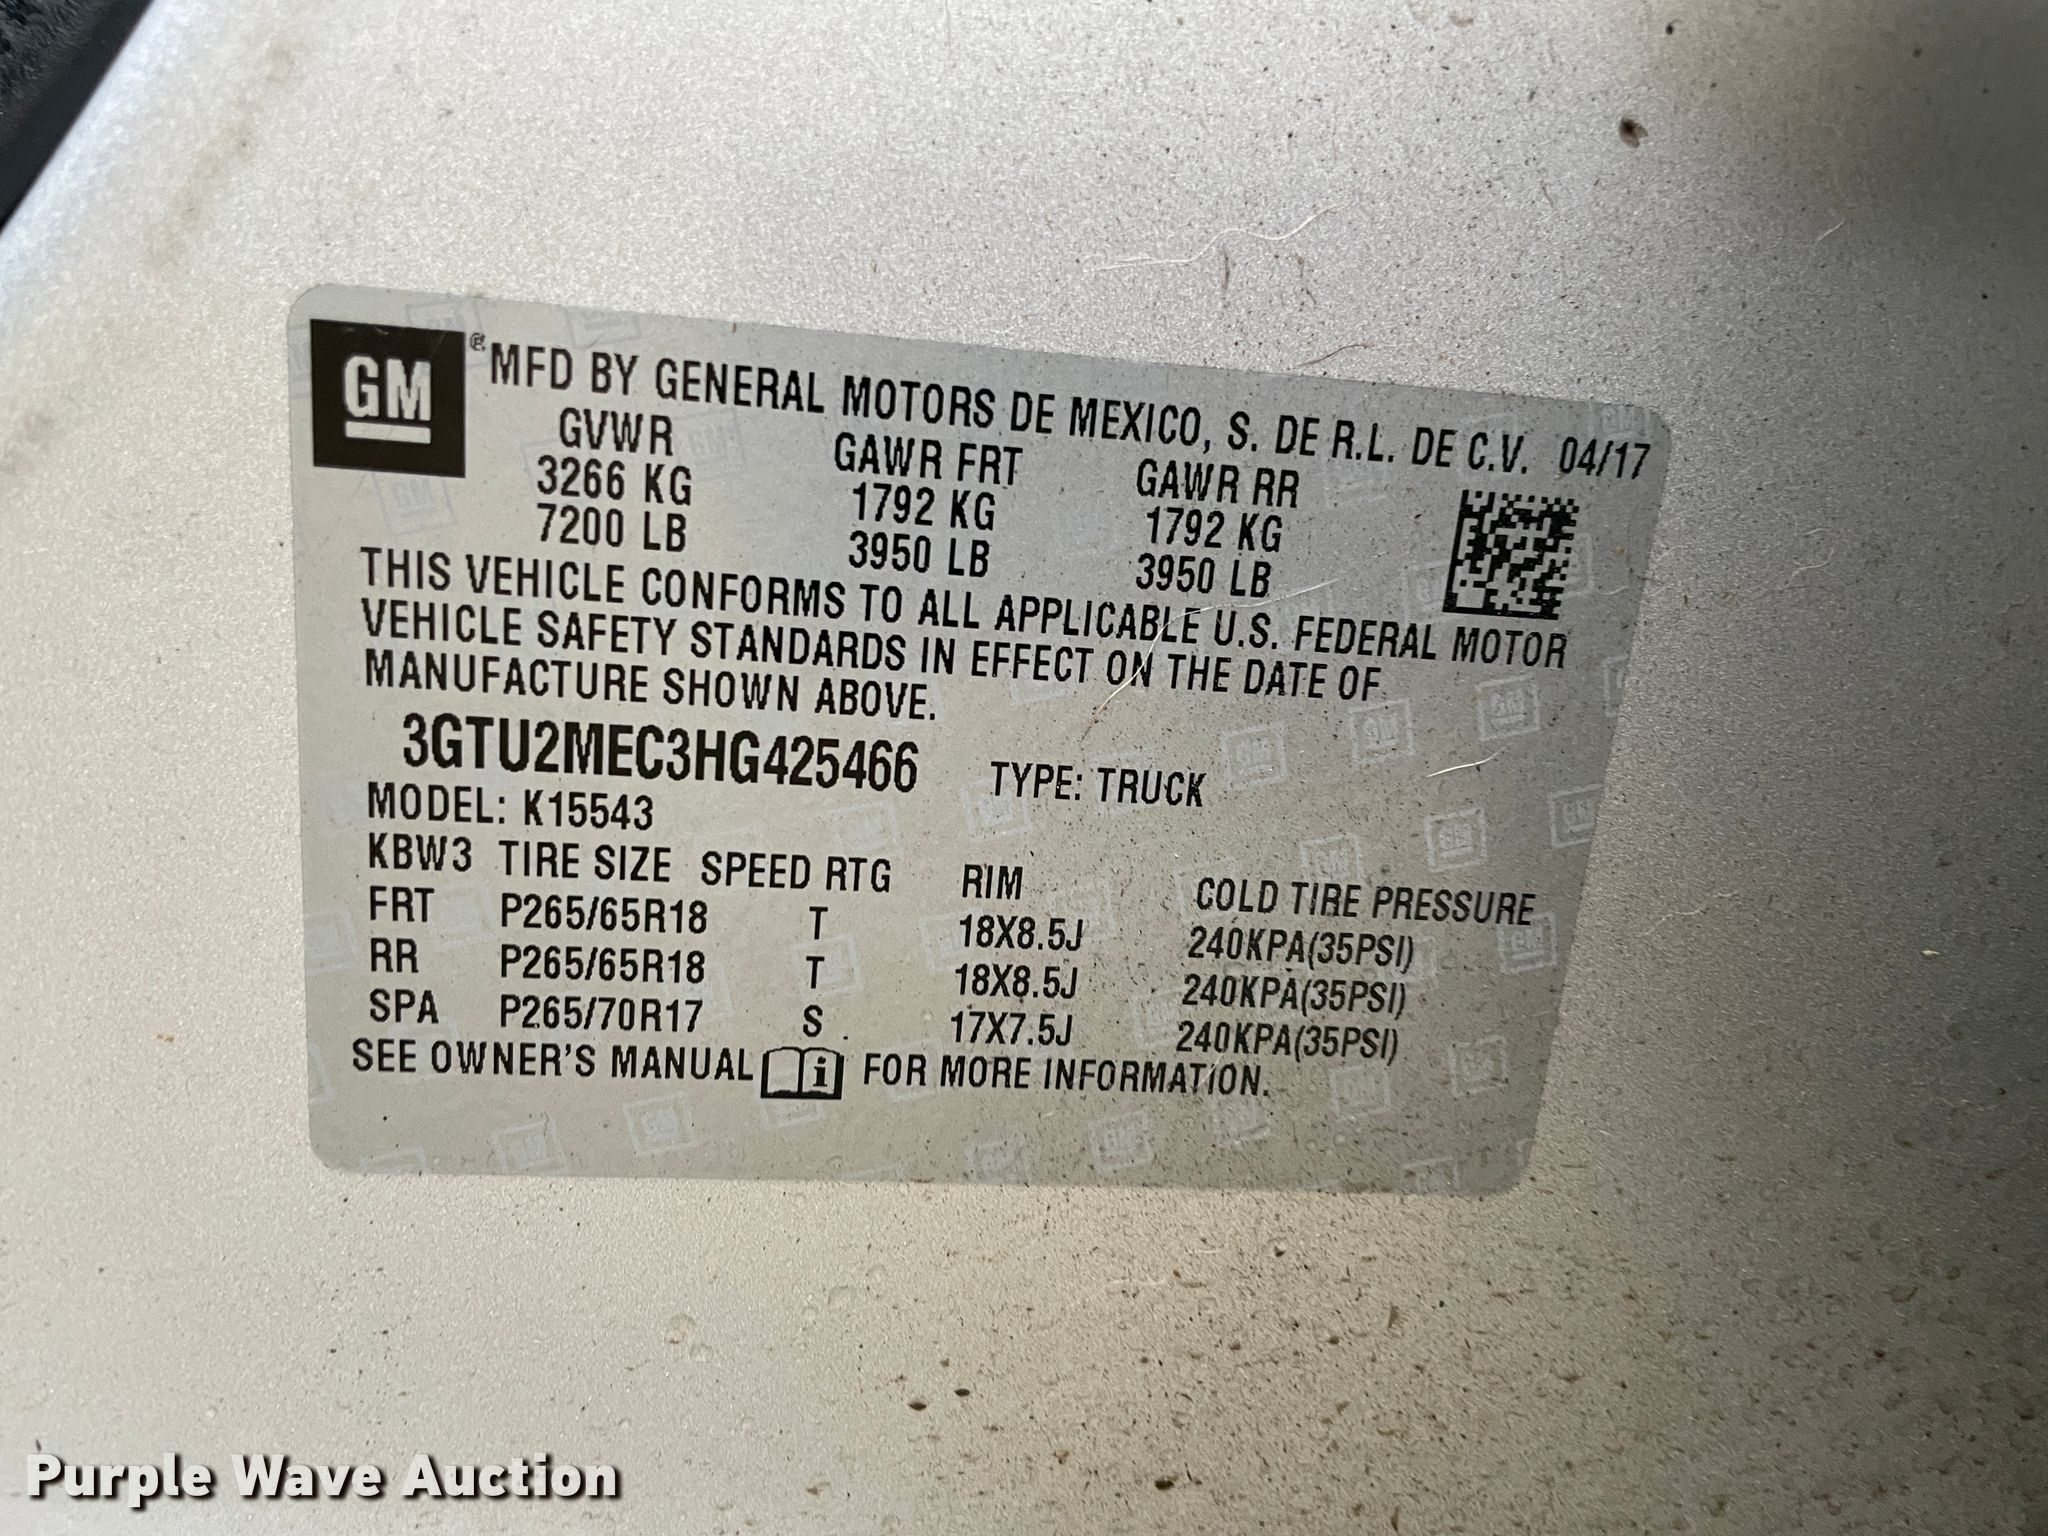 GM® MFD BY GENERAL MOTORS DE MEXICO, S. DE R.L. DE C.V. 04/17
GVWR GAWR FRT GAWR RR
3266 KG 1792 KG 1792 KG
7200 LB 3950 LB 3950 LB
THIS VEHICLE CONFORMS TO ALL APPLICABLE U.S. FEDERAL MOTOR
VEHICLE SAFETY STANDARDS IN EFFECT ON THE DATE OF
MANUFACTURE SHOWN ABOVE.
3GTU2MEC3HG425466 TYPE: TRUCK
MODEL: K15543
KBW3 TIRE SIZE SPEED RTG RIM COLD TIRE PRESSURE
FRT P265/65R18 T 18X8.5J 240KPA(35PSI)
RR P265/65R18 T 18X8.5J 240KPA(35PSI)
SPA P265/70R17 S 17X7.5J 240KPA(35PSI)
SEE OWNER'S MANUAL i FOR MORE INFORMATION.
Purple Wave Auction